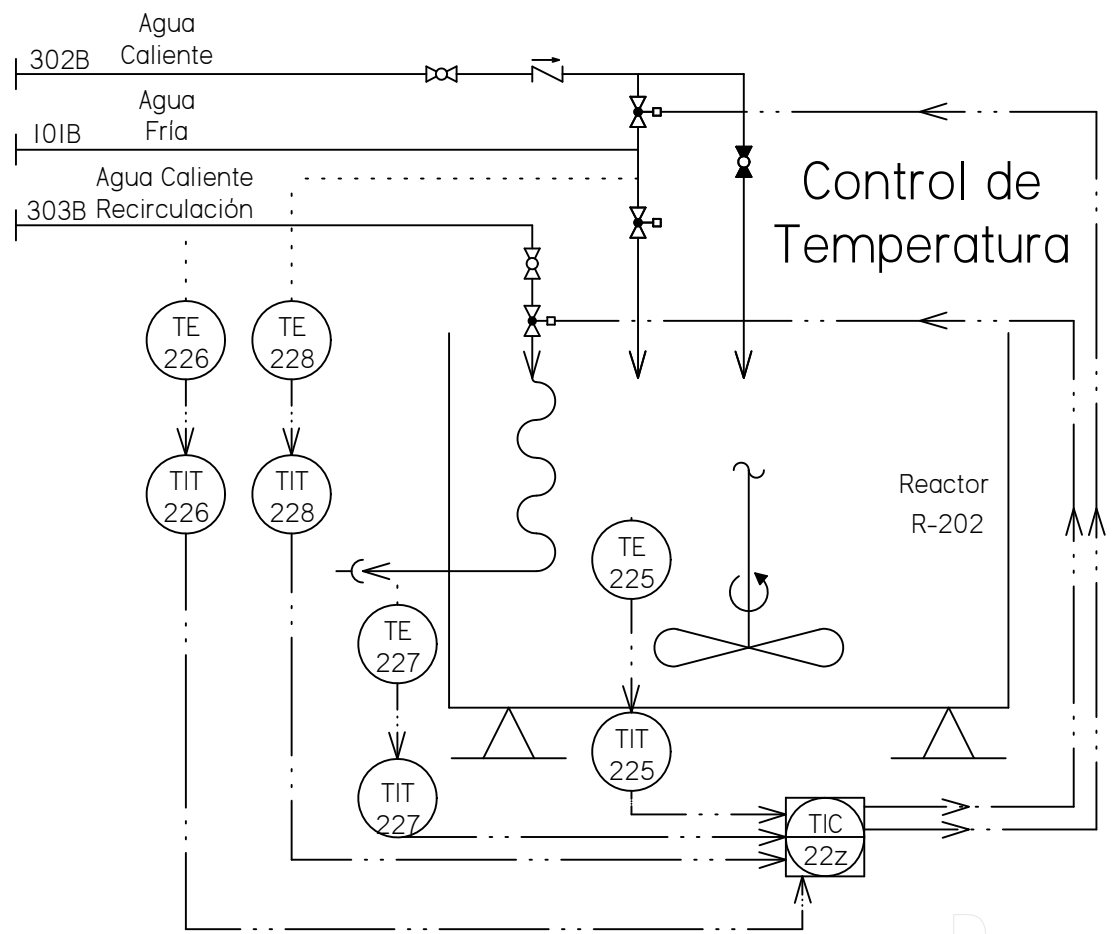 Agua
Caliente
302B
Agua
Fría
101B
Agua Caliente
303B Recirculación
Control de
Temperatura
TE
226
TE
228
TIT
226
TIT
228
Reactor
R-202
TE
225
TE
227
TIT
225
TIT
227
TIC
22z